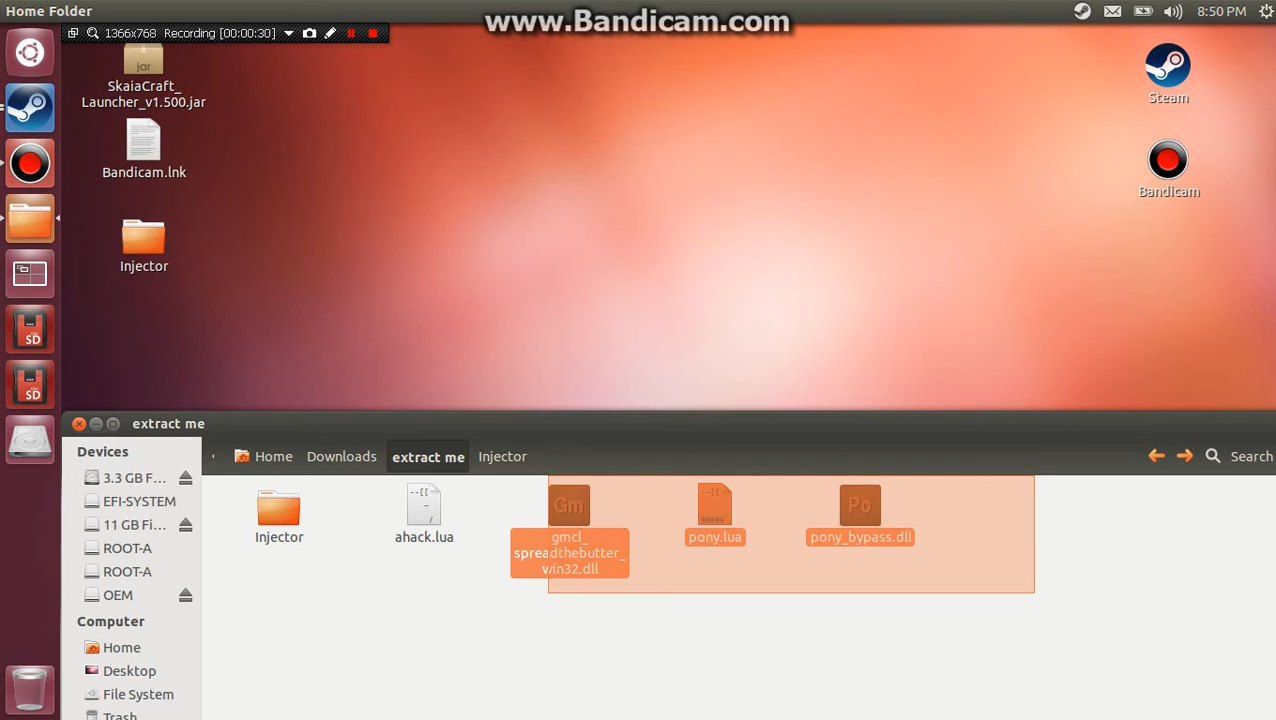 Home Folder
www.Bandicam.com
8:50 PM
1366x768 Recording [00:00:30]
jar
SkaiaCraft_
Launcher_v1.500.jar
Bandicam.lnk
Injector
Steam
Bandicam
SD
SD
extract me
Devices
3.3 GB F...
EFI-SYSTEM
11 GB Fi...
ROOT-A
ROOT-A
OEM
Computer
Home
Desktop
File System
Trash
Home
Downloads
extract me
Injector
Search
Injector
--[[
-
/
ahack.lua
Gm
gmcl_
spreadthebutter_
win32.dll
--[[
#####
pony.lua
Po
pony_bypass.dll